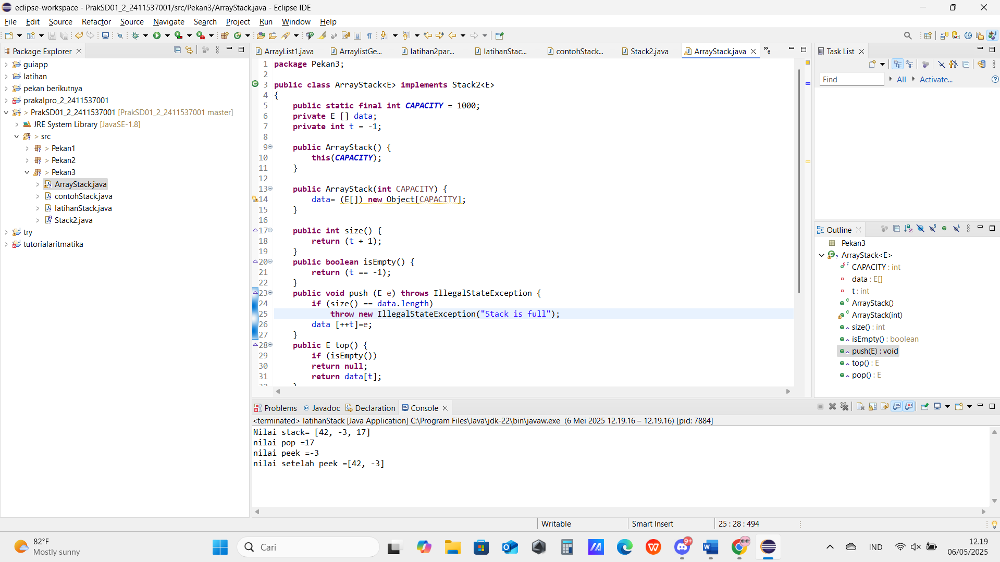 eclipse-workspace - PrakSD01_2_2411537001/src/Pekan3/ArrayStack.java - Eclipse IDE
File Edit Source Refactor Source Navigate Search Project Run Window Help
Package Explorer
guiapp
latihan
pekan berikutnya
prakalpro_2_2411537001
> PrakSD01_2_2411537001 [PrakSD01_2_2411537001 master]
JRE System Library [JavaSE-1.8]
> src
> Pekan1
> Pekan2
> Pekan3
ArrayStack.java
contohStack.java
latihanStack.java
Stack2.java
try
tutorialaritmatika
ArrayList1.java ArraylistGe... latihan2par... latihanStac... contohStack... Stack2.java ArrayStack.java »6
1 package Pekan3;
2
3 public class ArrayStack<E> implements Stack2<E>
4 {
5 public static final int CAPACITY = 1000;
6 private E [] data;
7 private int t = -1;
8
9 public ArrayStack() {
10 this(CAPACITY);
11 }
12
13 public ArrayStack(int CAPACITY) {
14 data= (E[]) new Object[CAPACITY];
15 }
16
17 public int size() {
18 return (t + 1);
19 }
20 public boolean isEmpty() {
21 return (t == -1);
22 }
23 public void push (E e) throws IllegalStateException {
24 if (size() == data.length)
25 throw new IllegalStateException("Stack is full");
26 data [++t]=e;
27 }
28 public E top() {
29 if (isEmpty())
30 return null;
31 return data[t];
Task List
Find All Activate...
Outline
Pekan3
ArrayStack<E>
CAPACITY : int
data : E[]
t : int
ArrayStack()
ArrayStack(int)
size() : int
isEmpty() : boolean
push(E) : void
top() : E
pop() : E
Problems Javadoc Declaration Console
<terminated> latihanStack [Java Application] C:\Program Files\Java\jdk-22\bin\javaw.exe (6 Mei 2025 12.19.16 – 12.19.16) [pid: 7884]
Nilai stack= [42, -3, 17]
nilai pop =17
nilai peek =-3
nilai setelah peek =[42, -3]
Writable Smart Insert 25 : 28 : 494
82°F
Mostly sunny
Cari
9+
IND
12.19
06/05/2025